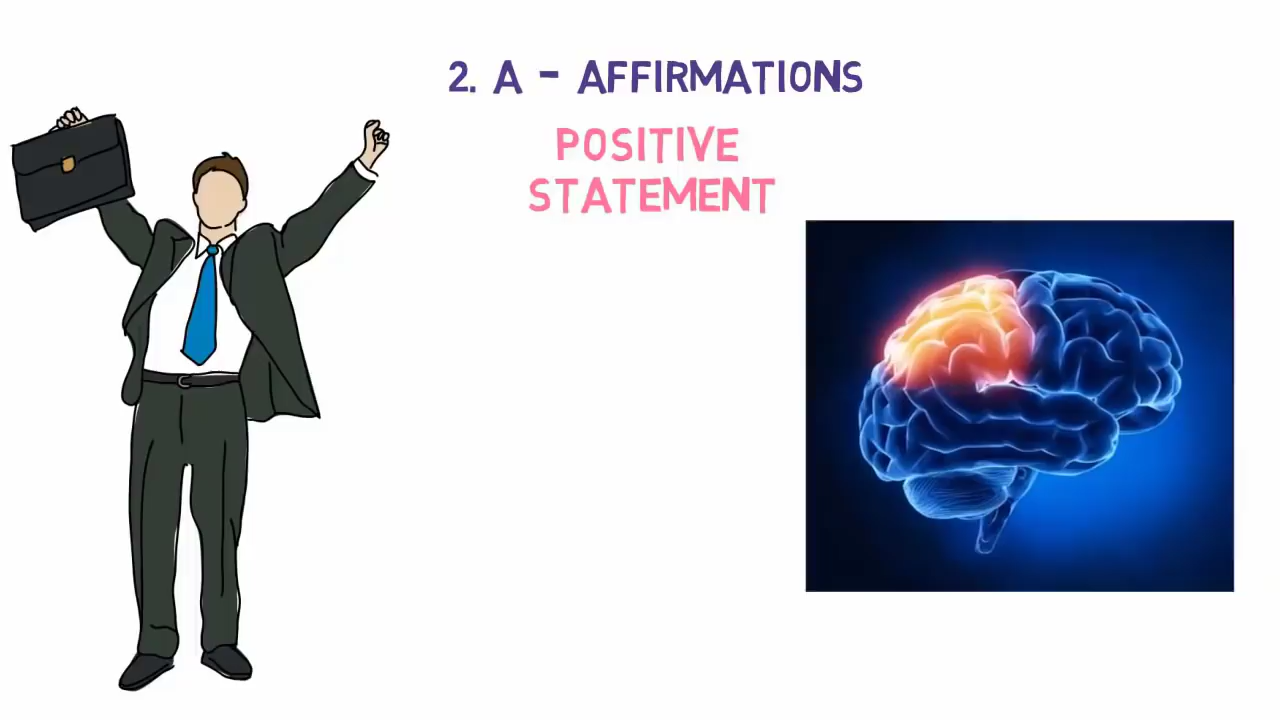 2. A - AFFIRMATIONS
POSITIVE
STATEMENT